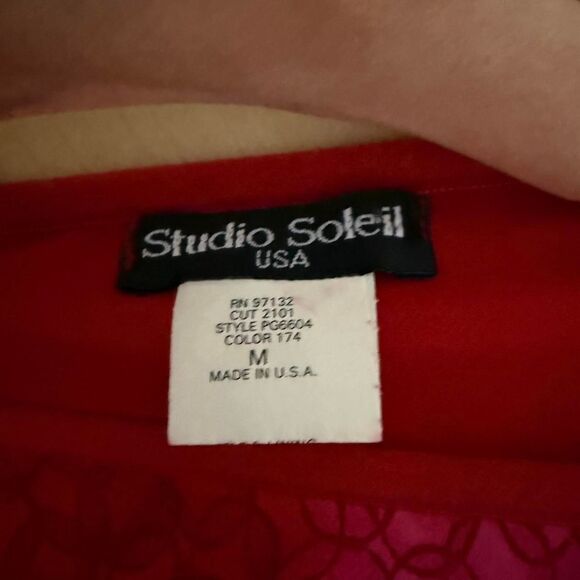 Studio Soleil
USA
RN 97132
CUT 2101
STYLE PG6604
COLOR 174
M
MADE IN U.S.A.